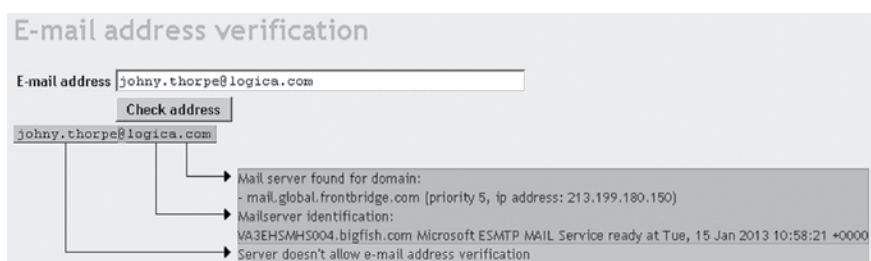 E-mail address verification
E-mail address johny.thorpe@logica.com
Check address
johny.thorpe@logica.com
Mail server found for domain:
- mail.global.frontbridge.com (priority 5, ip address: 213.199.180.150)
Mailserver identification:
VA3EHSMHS004.bigfish.com Microsoft ESMTP MAIL Service ready at Tue, 15 Jan 2013 10:58:21 +0000
Server doesn't allow e-mail address verification